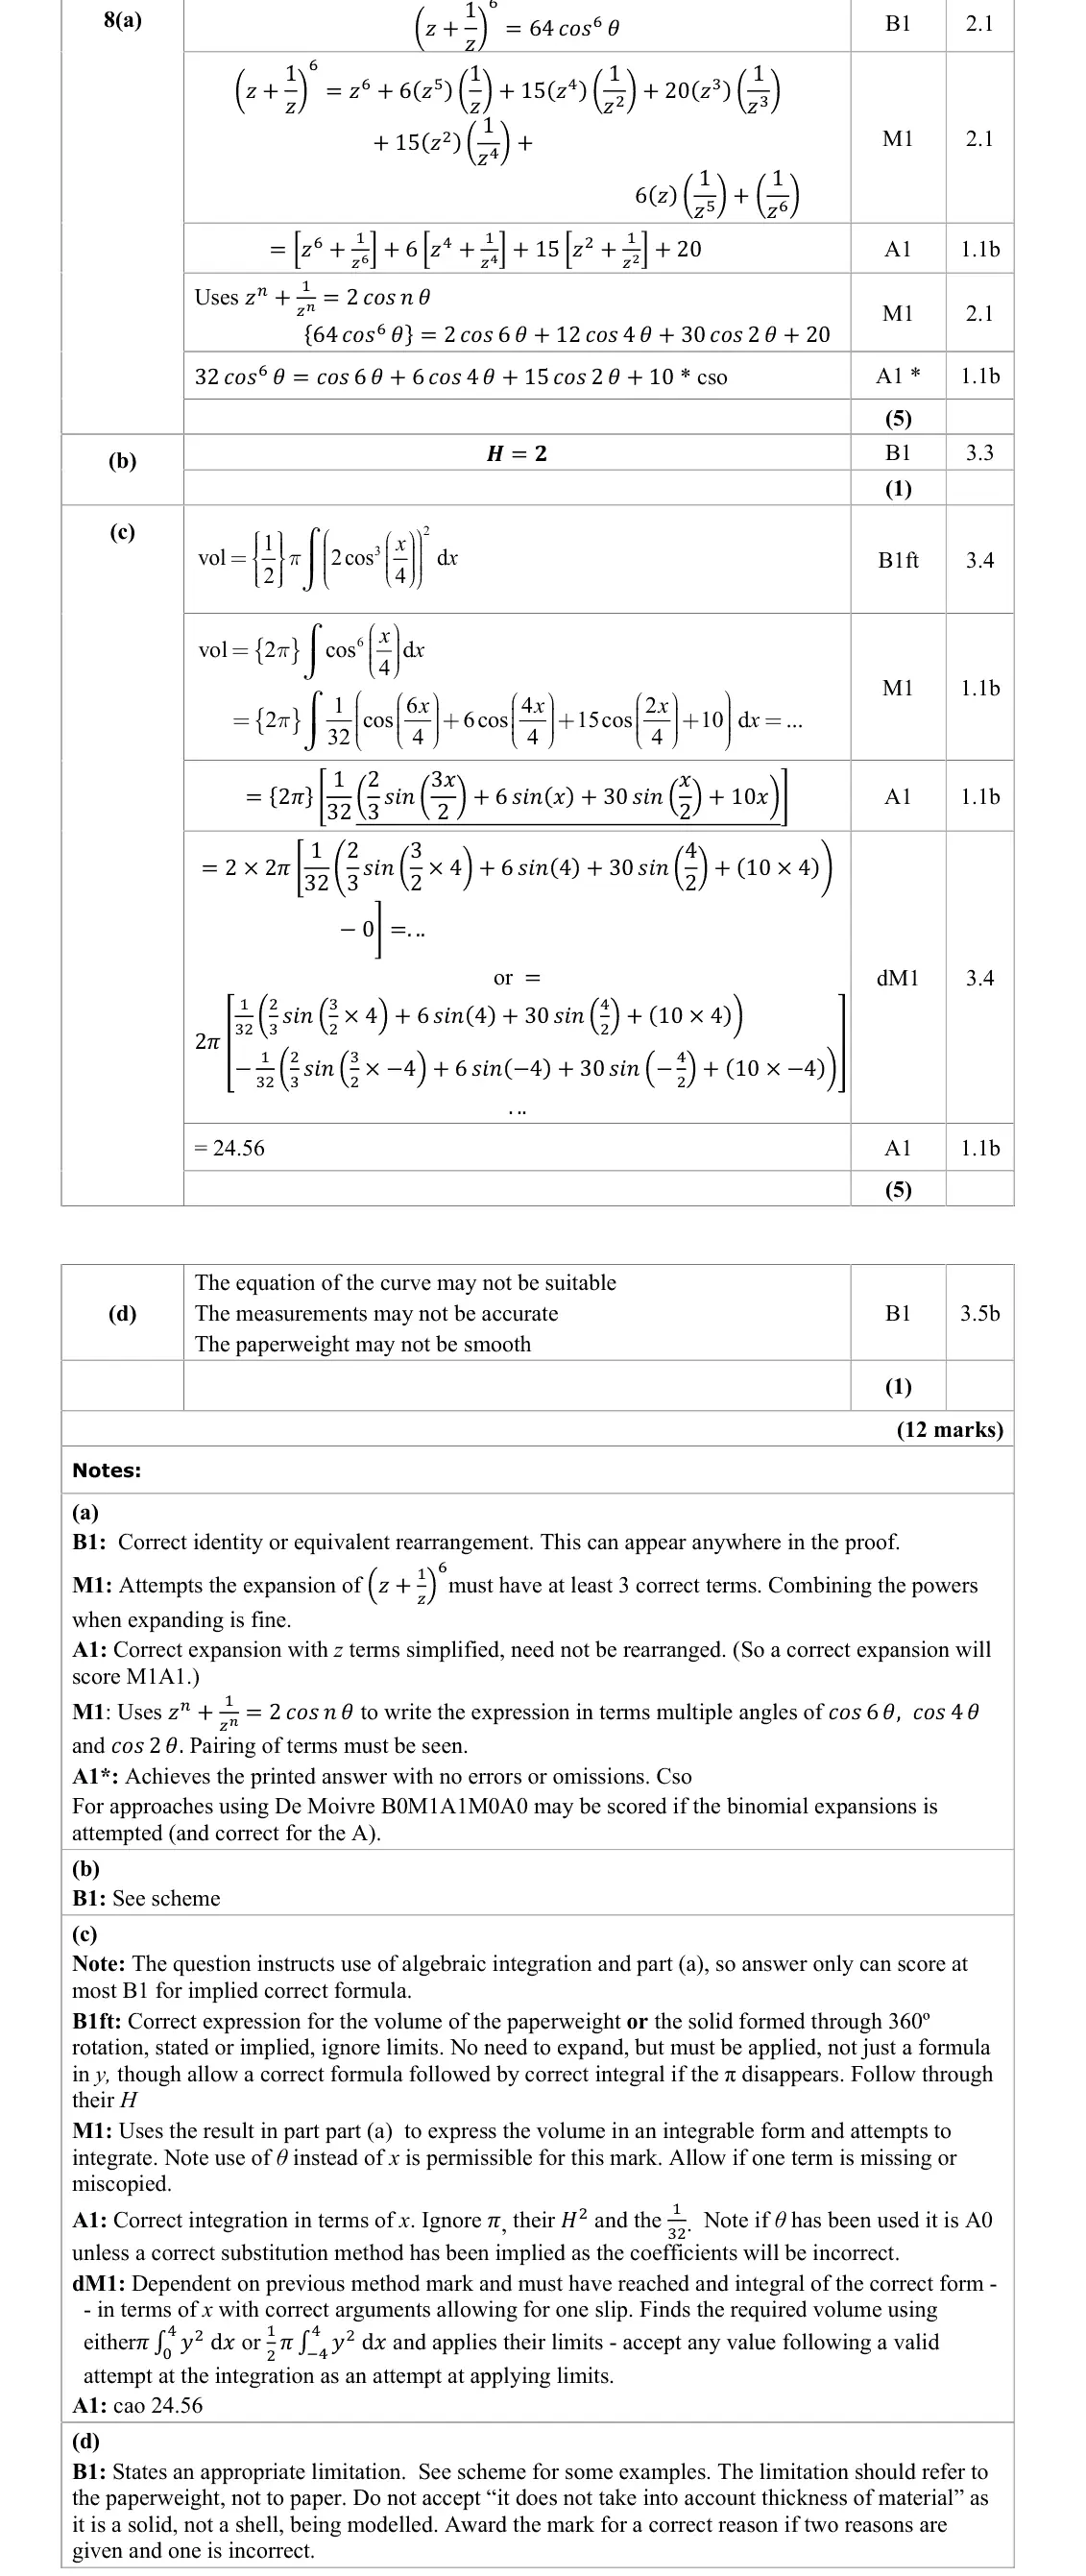 8(a)
(z + 1/z)^6 = 64 cos^6 θ
B1 2.1
(z + 1/z)^6 = z^6 + 6(z^5)(1/z) + 15(z^4)(1/z^2) + 20(z^3)(1/z^3)
+ 15(z^2)(1/z^4) +
6(z)(1/z^5) + (1/z^6)
M1 2.1
= [z^6 + 1/z^6] + 6[z^4 + 1/z^4] + 15[z^2 + 1/z^2] + 20
A1 1.1b
Uses z^n + 1/z^n = 2 cos n θ
{64 cos^6 θ} = 2 cos 6 θ + 12 cos 4 θ + 30 cos 2 θ + 20
M1 2.1
32 cos^6 θ = cos 6 θ + 6 cos 4 θ + 15 cos 2 θ + 10 * cso
A1 * 1.1b
(5)
(b)
H = 2
B1 3.3
(1)
(c)
vol = {1/2} π ∫ (2 cos^3 (x/4))^2 dx
B1ft 3.4
vol = {2π} ∫ cos^6 (x/4) dx
= {2π} ∫ 1/32 (cos(6x/4) + 6 cos(4x/4) + 15 cos(2x/4) + 10) dx = ...
M1 1.1b
= {2π} [1/32 (2/3 sin(3x/2) + 6 sin(x) + 30 sin(x/2) + 10x)]
A1 1.1b
= 2 × 2π [1/32 (2/3 sin(3/2 × 4) + 6 sin(4) + 30 sin(4/2) + (10 × 4))
− 0] =...
or =
2π [1/32 (2/3 sin(3/2 × 4) + 6 sin(4) + 30 sin(4/2) + (10 × 4))
− 1/32 (2/3 sin(3/2 × −4) + 6 sin(−4) + 30 sin(−4/2) + (10 × −4))]
...
dM1 3.4
= 24.56
A1 1.1b
(5)
(d)
The equation of the curve may not be suitable
The measurements may not be accurate
The paperweight may not be smooth
B1 3.5b
(1)
(12 marks)
Notes:
(a)
B1: Correct identity or equivalent rearrangement. This can appear anywhere in the proof.
M1: Attempts the expansion of (z + 1/z)^6 must have at least 3 correct terms. Combining the powers
when expanding is fine.
A1: Correct expansion with z terms simplified, need not be rearranged. (So a correct expansion will
score M1A1.)
M1: Uses z^n + 1/z^n = 2 cos n θ to write the expression in terms multiple angles of cos 6 θ, cos 4 θ
and cos 2 θ. Pairing of terms must be seen.
A1*: Achieves the printed answer with no errors or omissions. Cso
For approaches using De Moivre B0M1A1M0A0 may be scored if the binomial expansions is
attempted (and correct for the A).
(b)
B1: See scheme
(c)
Note: The question instructs use of algebraic integration and part (a), so answer only can score at
most B1 for implied correct formula.
B1ft: Correct expression for the volume of the paperweight or the solid formed through 360º
rotation, stated or implied, ignore limits. No need to expand, but must be applied, not just a formula
in y, though allow a correct formula followed by correct integral if the π disappears. Follow through
their H
M1: Uses the result in part part (a) to express the volume in an integrable form and attempts to
integrate. Note use of θ instead of x is permissible for this mark. Allow if one term is missing or
miscopied.
A1: Correct integration in terms of x. Ignore π, their H^2 and the 1/32. Note if θ has been used it is A0
unless a correct substitution method has been implied as the coefficients will be incorrect.
dM1: Dependent on previous method mark and must have reached and integral of the correct form -
- in terms of x with correct arguments allowing for one slip. Finds the required volume using
eitherπ ∫_0^4 y^2 dx or 1/2 π ∫_−4^4 y^2 dx and applies their limits - accept any value following a valid
attempt at the integration as an attempt at applying limits.
A1: cao 24.56
(d)
B1: States an appropriate limitation. See scheme for some examples. The limitation should refer to
the paperweight, not to paper. Do not accept “it does not take into account thickness of material” as
it is a solid, not a shell, being modelled. Award the mark for a correct reason if two reasons are
given and one is incorrect.